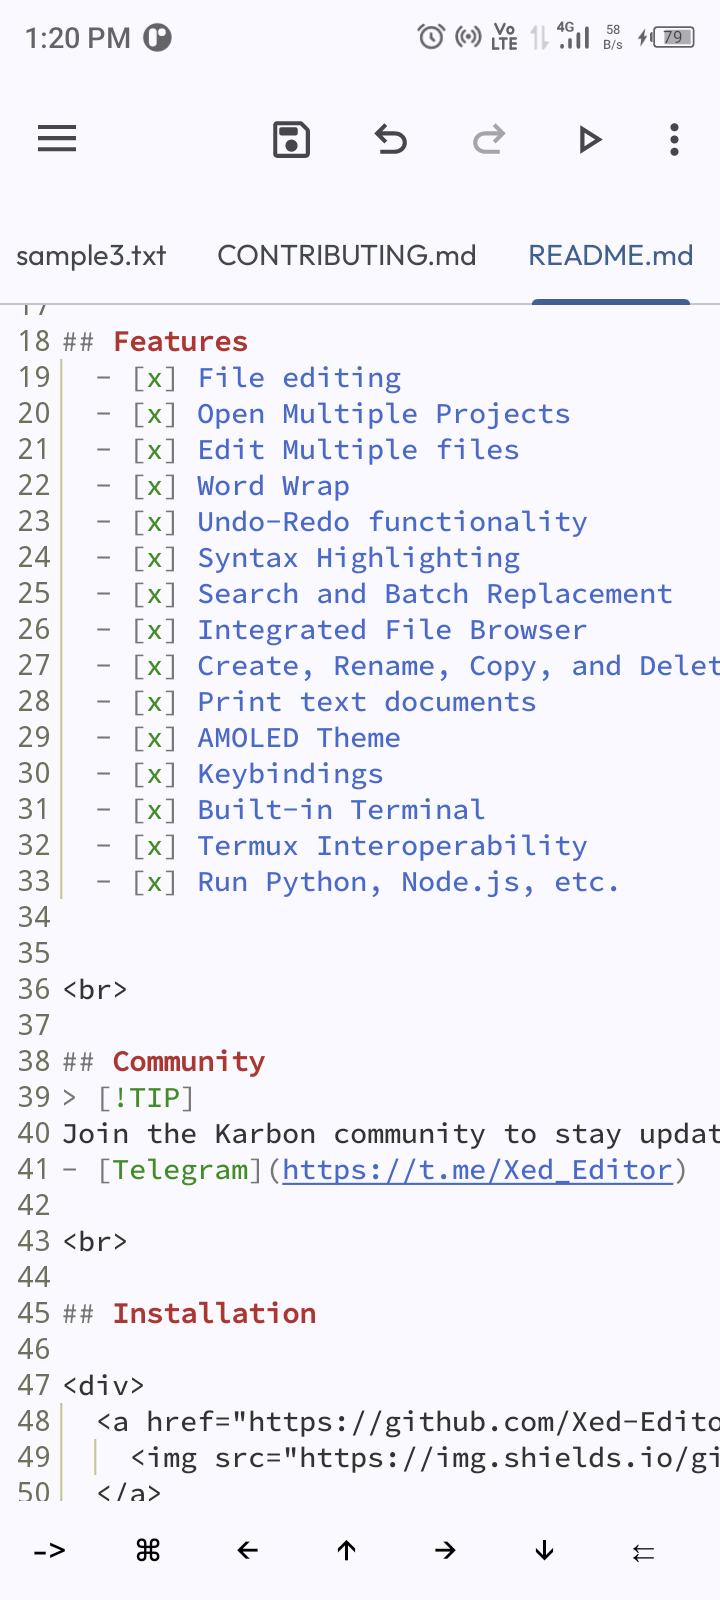 1:20 PM Vo LTE 4G 58 B/s 79
sample3.txt CONTRIBUTING.md README.md
17
18 ## Features
19 - [x] File editing
20 - [x] Open Multiple Projects
21 - [x] Edit Multiple files
22 - [x] Word Wrap
23 - [x] Undo-Redo functionality
24 - [x] Syntax Highlighting
25 - [x] Search and Batch Replacement
26 - [x] Integrated File Browser
27 - [x] Create, Rename, Copy, and Delet
28 - [x] Print text documents
29 - [x] AMOLED Theme
30 - [x] Keybindings
31 - [x] Built-in Terminal
32 - [x] Termux Interoperability
33 - [x] Run Python, Node.js, etc.
34
35
36 <br>
37
38 ## Community
39 > [!TIP]
40 Join the Karbon community to stay updat
41 - [Telegram](https://t.me/Xed_Editor)
42
43 <br>
44
45 ## Installation
46
47 <div>
48 <a href="https://github.com/Xed-Edito
49 <img src="https://img.shields.io/gi
50 </a>
-> ⌘ ← ↑ → ↓ ⥳